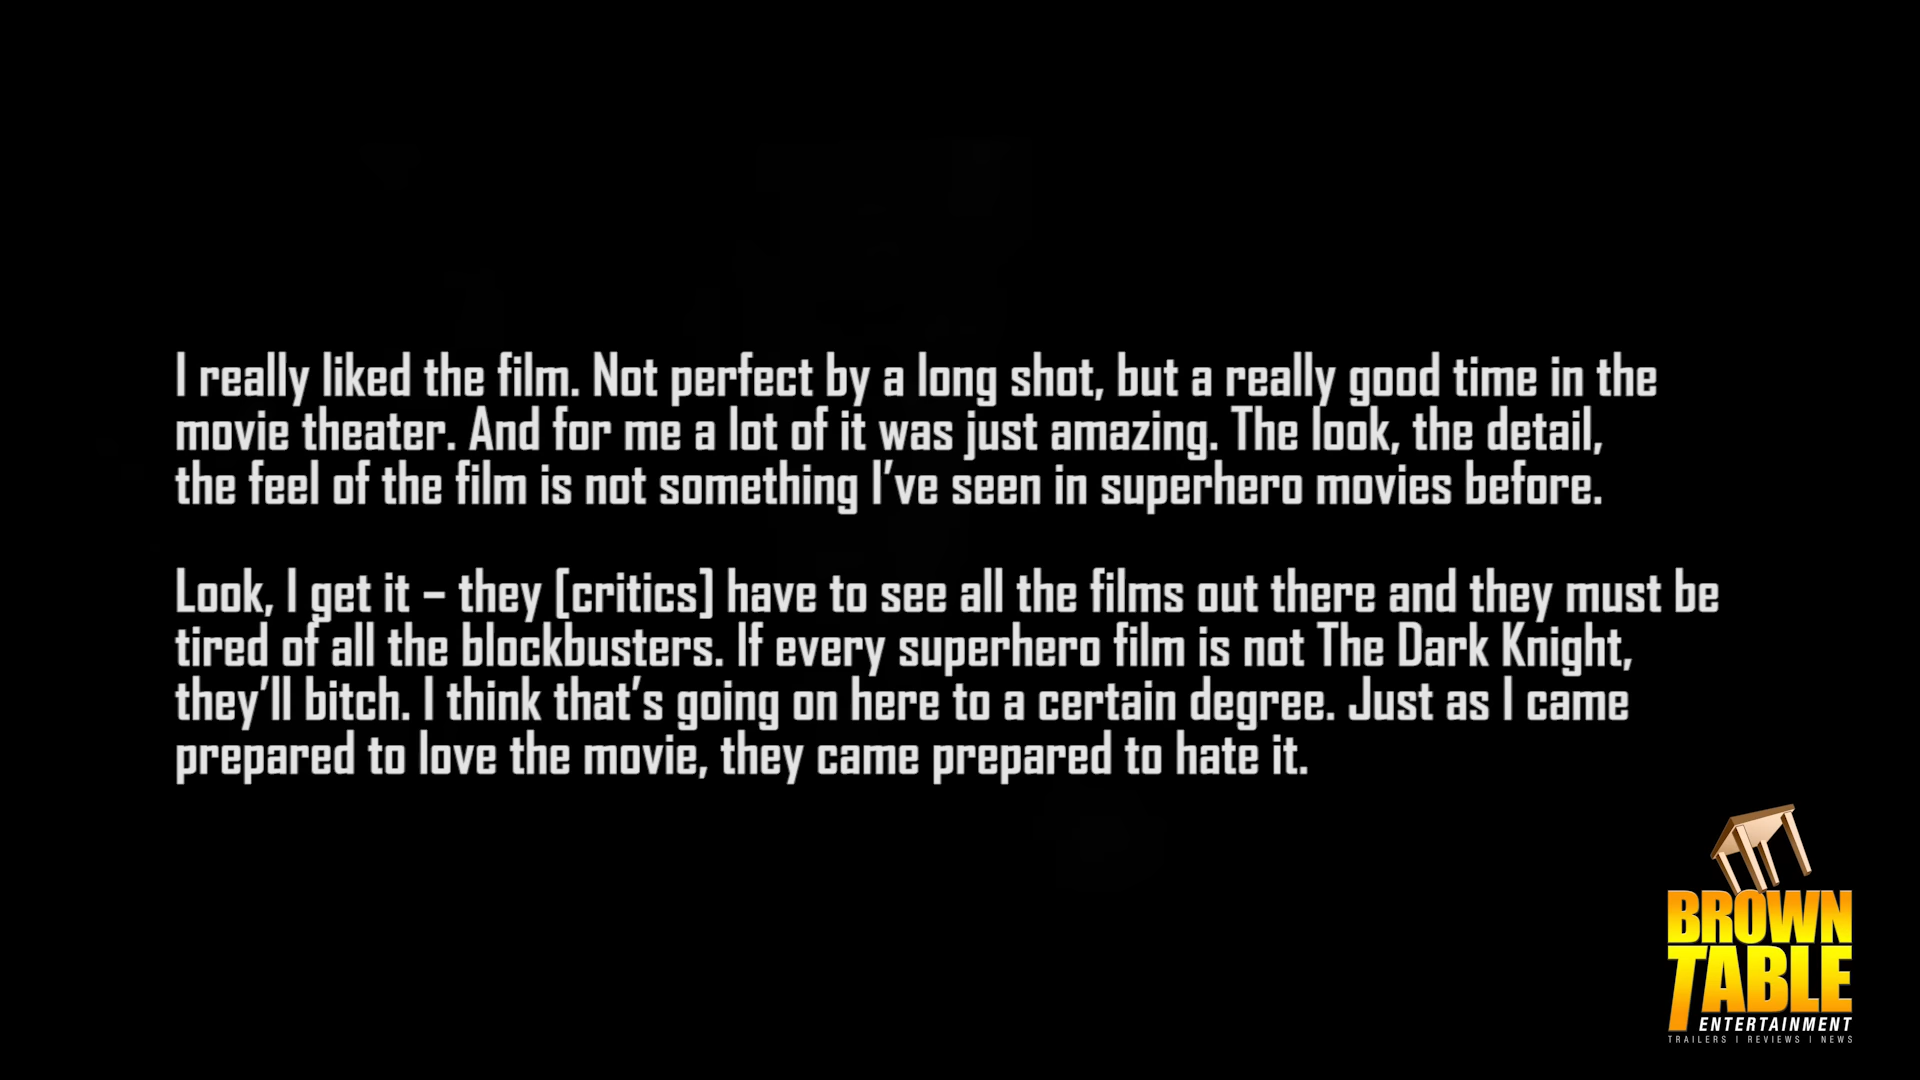 I really liked the film. Not perfect by a long shot, but a really good time in the
movie theater. And for me a lot of it was just amazing. The look, the detail,
the feel of the film is not something I’ve seen in superhero movies before.
Look, I get it – they [critics] have to see all the films out there and they must be
tired of all the blockbusters. If every superhero film is not The Dark Knight,
they’ll bitch. I think that’s going on here to a certain degree. Just as I came
prepared to love the movie, they came prepared to hate it.
BROWN
TABLE
ENTERTAINMENT
TRAILERS | REVIEWS | NEWS